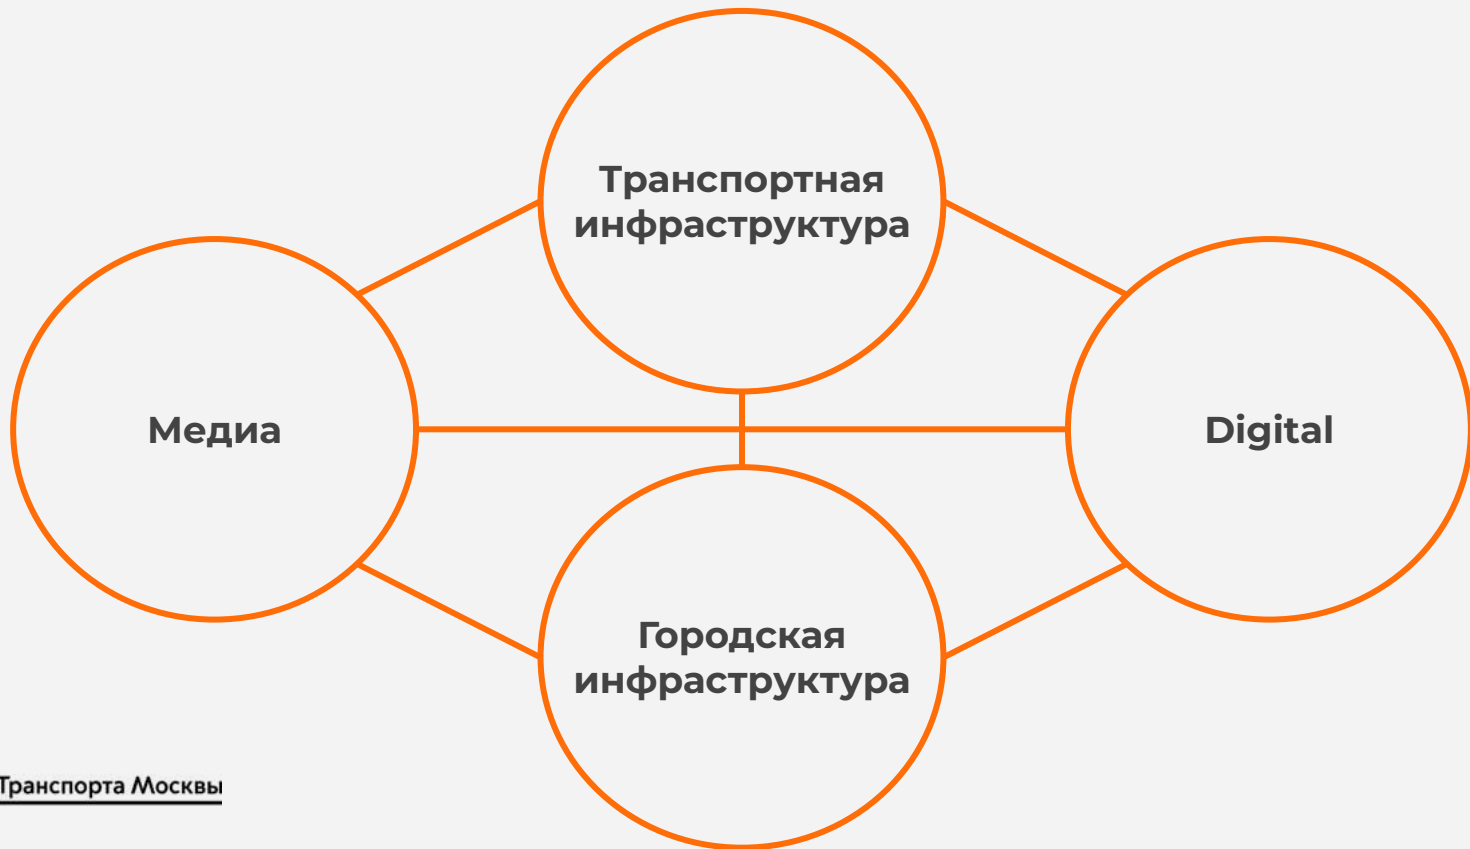 Транспортная
инфраструктура
Медиа
Digital
Городская
инфраструктура
Транспорта Москвы